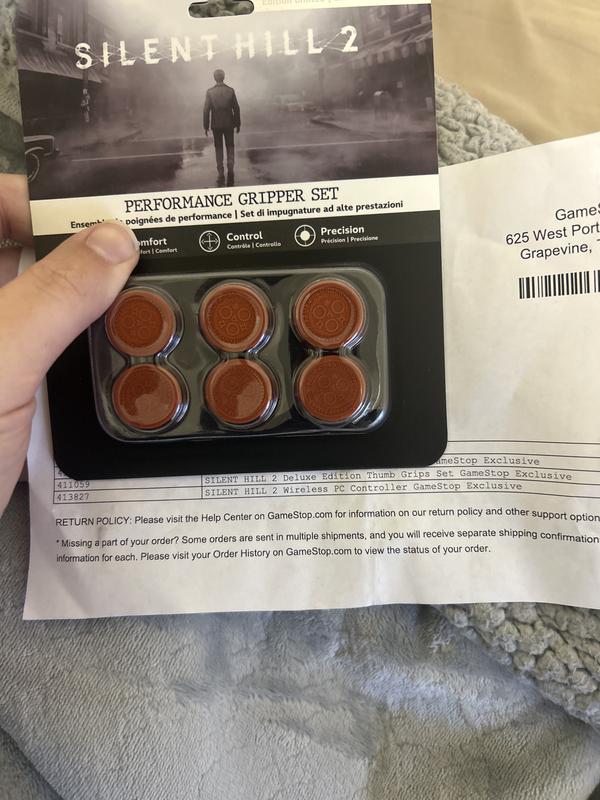 Edition limitée
SILENT HILL 2
PERFORMANCE GRIPPER SET
poignées de performance | Set di impugnature ad alte prestazioni
Control
Contrôle | Controllo
Precision
Précision | Precisione
Comfort
GameS
625 West Port
Grapevine, T
GameStop Exclusive
411059 SILENT HILL 2 Deluxe Edition Thumb Grips Set GameStop Exclusive
413827 SILENT HILL 2 Wireless PC Controller GameStop Exclusive
RETURN POLICY: Please visit the Help Center on GameStop.com for information on our return policy and other support option
* Missing a part of your order? Some orders are sent in multiple shipments, and you will receive separate shipping confirmation
information for each. Please visit your Order History on GameStop.com to view the status of your order.